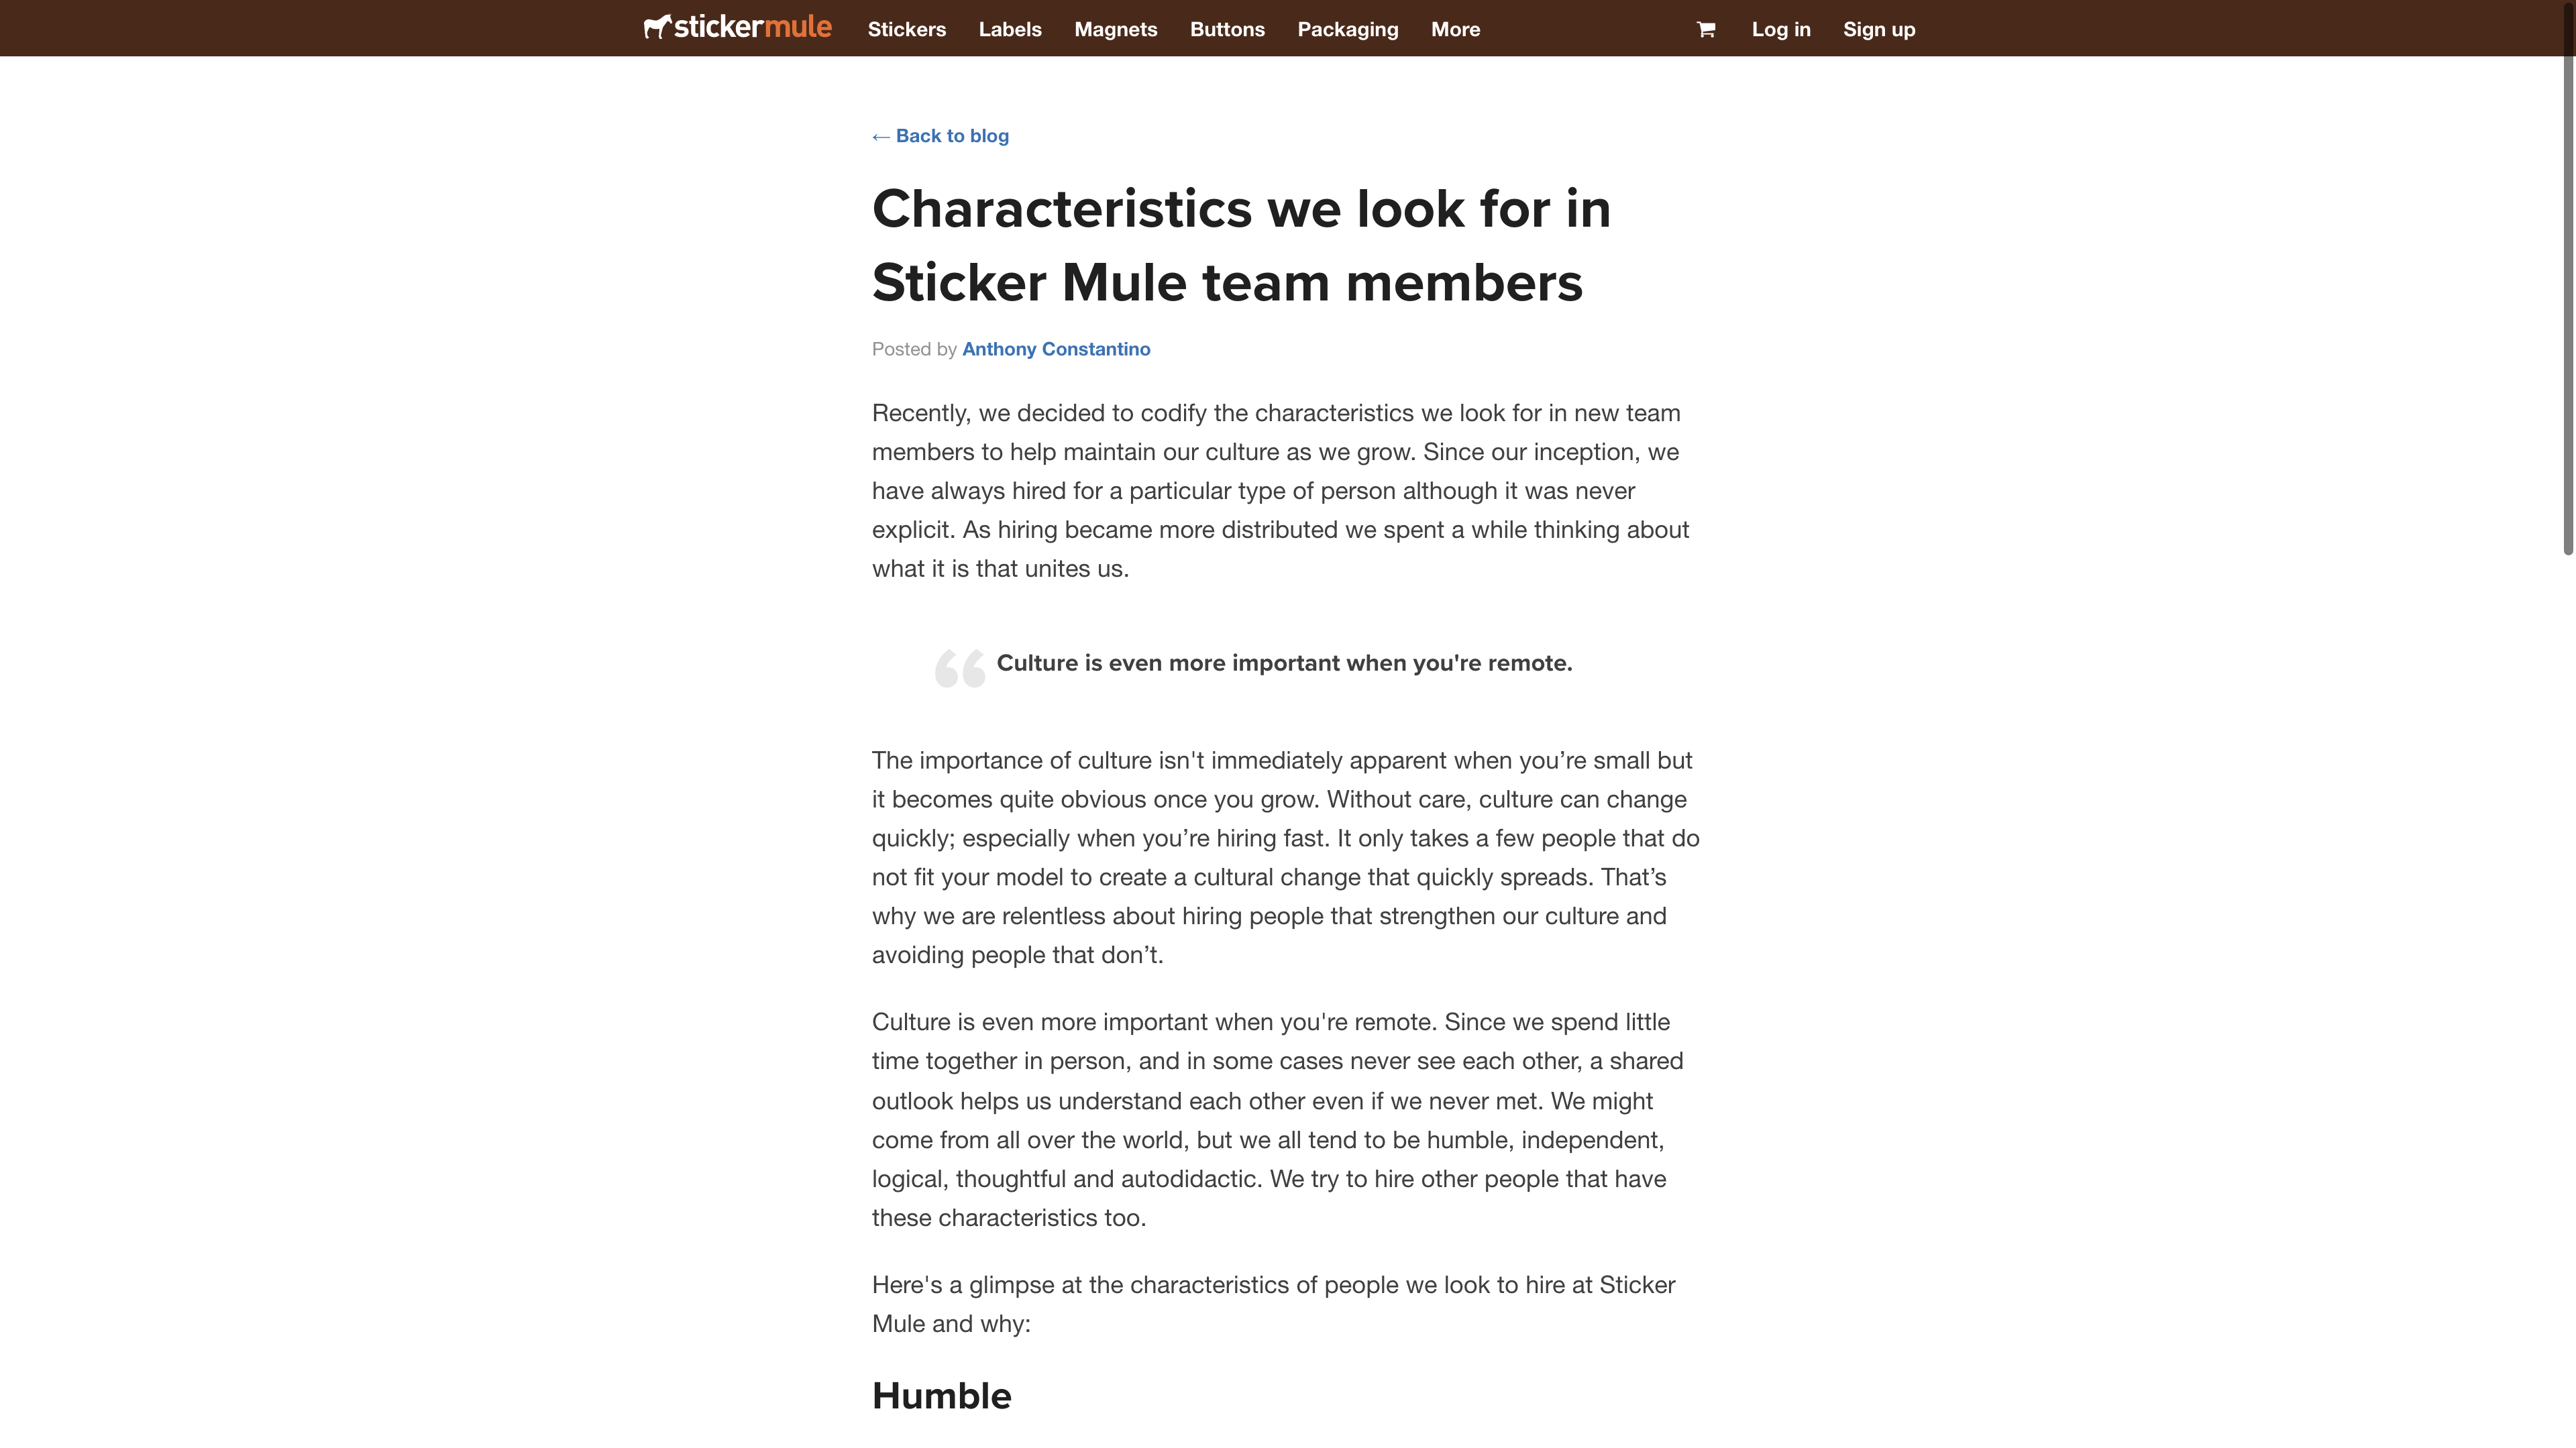 stickermule Stickers Labels Magnets Buttons Packaging More Log in Sign up
← Back to blog
Characteristics we look for in
Sticker Mule team members
Posted by Anthony Constantino
Recently, we decided to codify the characteristics we look for in new team
members to help maintain our culture as we grow. Since our inception, we
have always hired for a particular type of person although it was never
explicit. As hiring became more distributed we spent a while thinking about
what it is that unites us.
“ Culture is even more important when you're remote.
The importance of culture isn't immediately apparent when you’re small but
it becomes quite obvious once you grow. Without care, culture can change
quickly; especially when you’re hiring fast. It only takes a few people that do
not fit your model to create a cultural change that quickly spreads. That’s
why we are relentless about hiring people that strengthen our culture and
avoiding people that don’t.
Culture is even more important when you're remote. Since we spend little
time together in person, and in some cases never see each other, a shared
outlook helps us understand each other even if we never met. We might
come from all over the world, but we all tend to be humble, independent,
logical, thoughtful and autodidactic. We try to hire other people that have
these characteristics too.
Here's a glimpse at the characteristics of people we look to hire at Sticker
Mule and why:
Humble